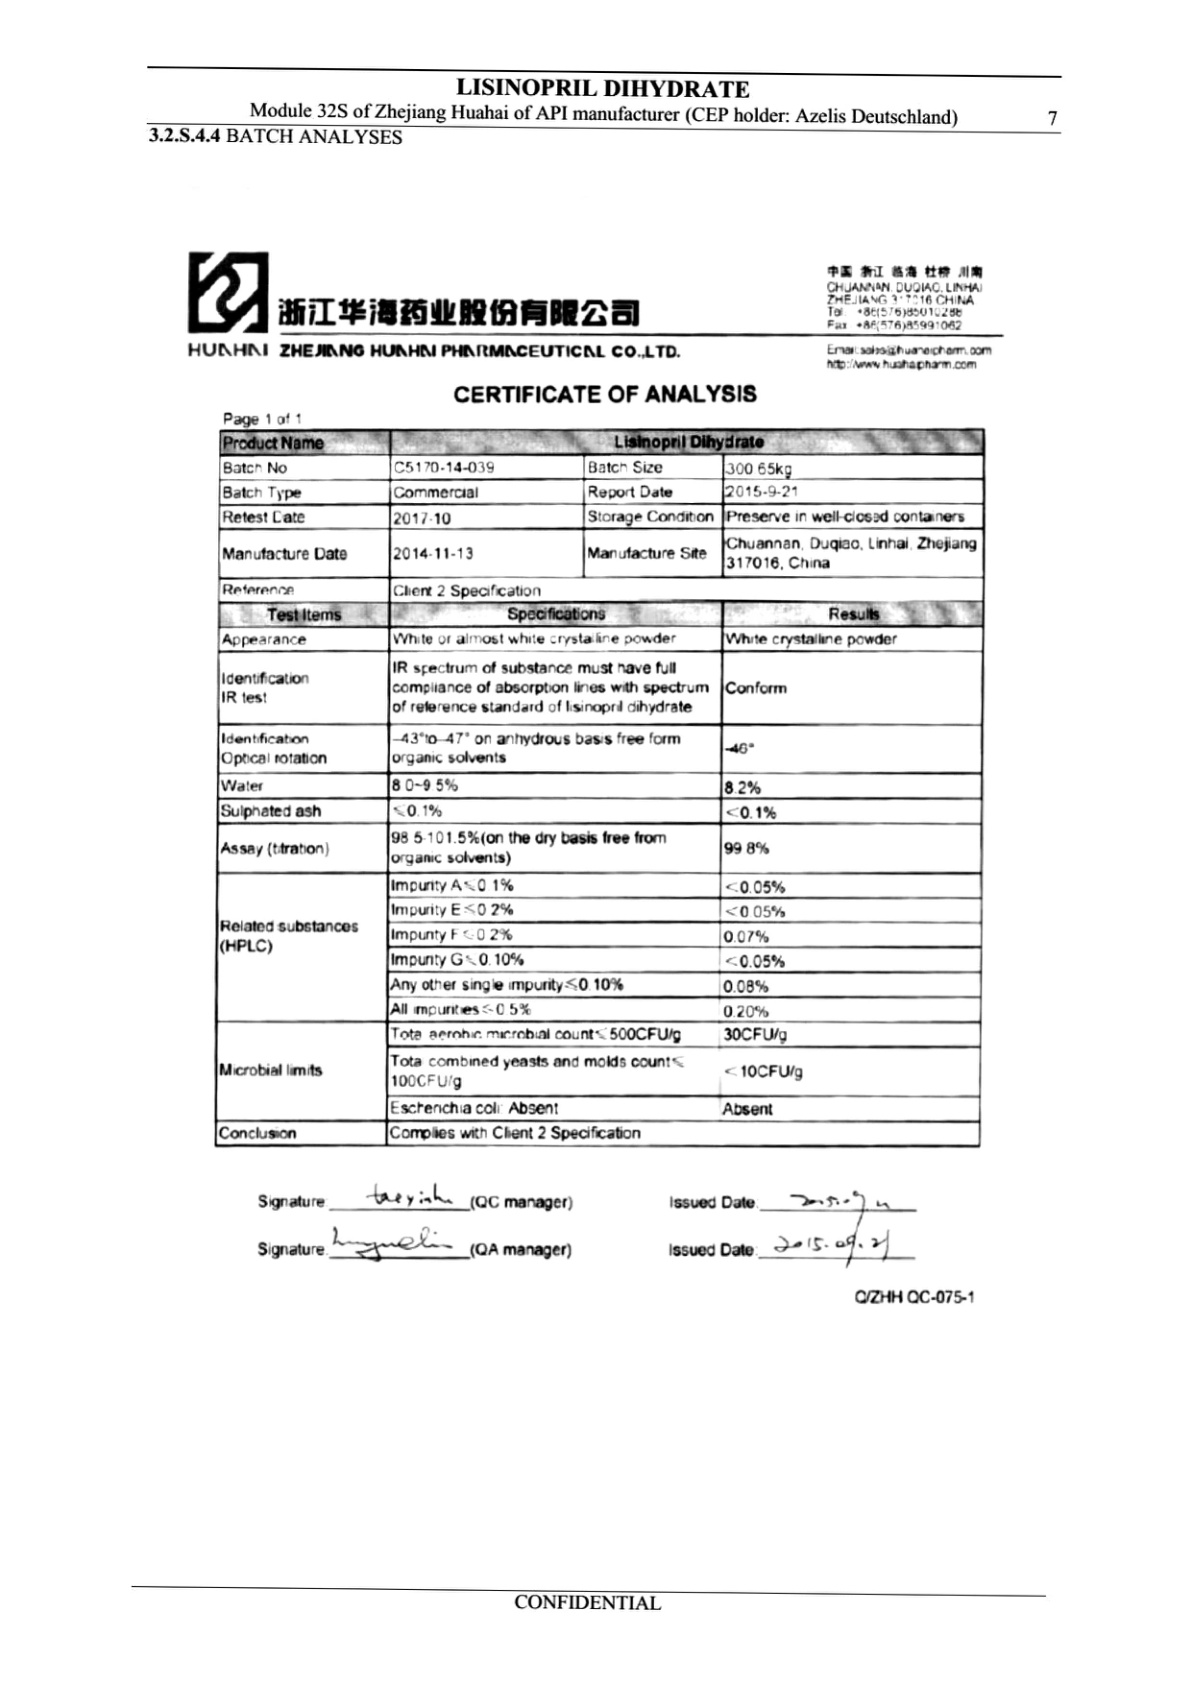 LISINOPRIL DIHYDRATE
Module 32S of Zhejiang Huahai of API manufacturer (CEP holder: Azelis Deutschland) 7
3.2.S.4.4 BATCH ANALYSES
浙江华海药业股份有限公司
HUAHAI ZHEJIANG HUAHAI PHARMACEUTICAL CO.,LTD.
中国 浙江 临海 杜桥 川南
CHUANNAN, DUQIAO, LINHAI
ZHEJIANG 317016 CHINA
Tel: +86(576)85010288
Fax: +86(576)85991062
Email:
http://www.huahaipharm.com
CERTIFICATE OF ANALYSIS
Page 1 of 1
Product Name Lisinopril Dihydrate
Batch No C5170-14-039 Batch Size 300.65kg
Batch Type Commercial Report Date 2015-9-21
Retest Date 2017-10 Storage Condition Preserve in well-closed containers
Manufacture Date 2014-11-13 Manufacture Site Chuannan, Duqiao, Linhai, Zhejiang
317016, China
Reference Client 2 Specification
Test Items Specifications Results
Appearance White or almost white crystalline powder White crystalline powder
Identification
IR test
IR spectrum of substance must have full
compliance of absorption lines with spectrum
of reference standard of lisinopril dihydrate
Conform
Identification
Optical rotation
–43°to–47° on anhydrous basis free form
organic solvents
-46°
Water 8.0~9.5% 8.2%
Sulphated ash ≤0.1% <0.1%
Assay (titration)
98.5-101.5%(on the dry basis free from
organic solvents)
99.8%
Related substances
(HPLC)
Impurity A≤0.1% <0.05%
Impurity E≤0.2% <0.05%
Impurity F≤0.2% 0.07%
Impurity G≤0.10% <0.05%
Any other single impurity≤0.10% 0.08%
All impurities≤0.5% 0.20%
Microbial limits
Total aerobic microbial count≤500CFU/g 30CFU/g
Total combined yeasts and molds count≤
100CFU/g
<10CFU/g
Escherichia coli: Absent Absent
Conclusion Complies with Client 2 Specification
Signature: (QC manager) Issued Date:
Signature: (QA manager) Issued Date: 2015.09.21
Q/ZHH QC-075-1
CONFIDENTIAL